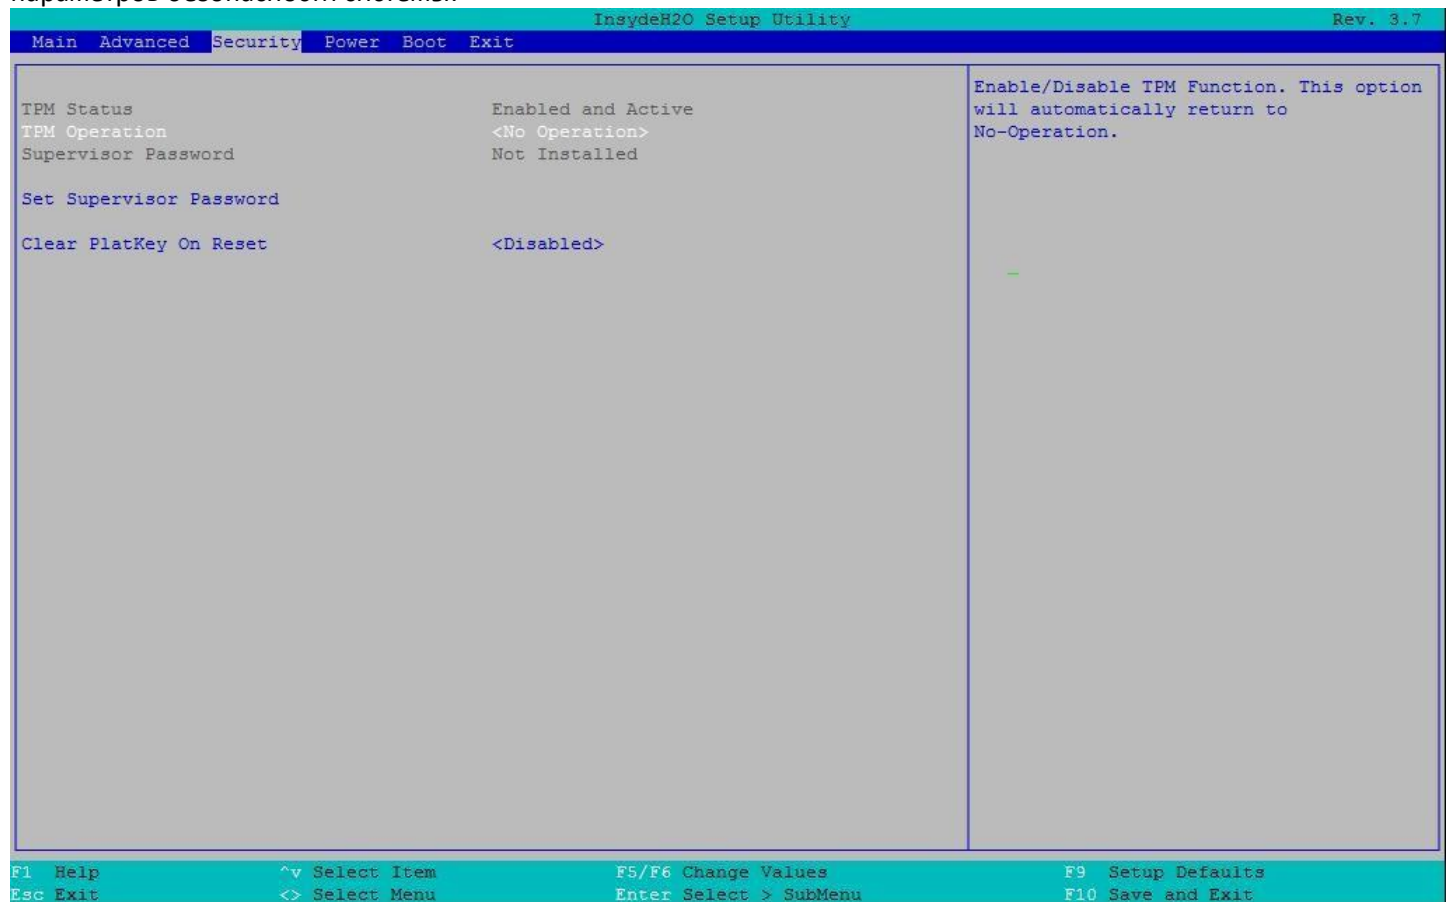 InsydeH2O Setup Utility Rev. 3.7
Main Advanced Security Power Boot Exit
Enable/Disable TPM Function. This option
will automatically return to
No-Operation.
TPM Status Enabled and Active
TPM Operation <No Operation>
Supervisor Password Not Installed
Set Supervisor Password
Clear PlatKey On Reset <Disabled>
F1 Help ^v Select Item F5/F6 Change Values F9 Setup Defaults
Esc Exit <> Select Menu Enter Select > SubMenu F10 Save and Exit